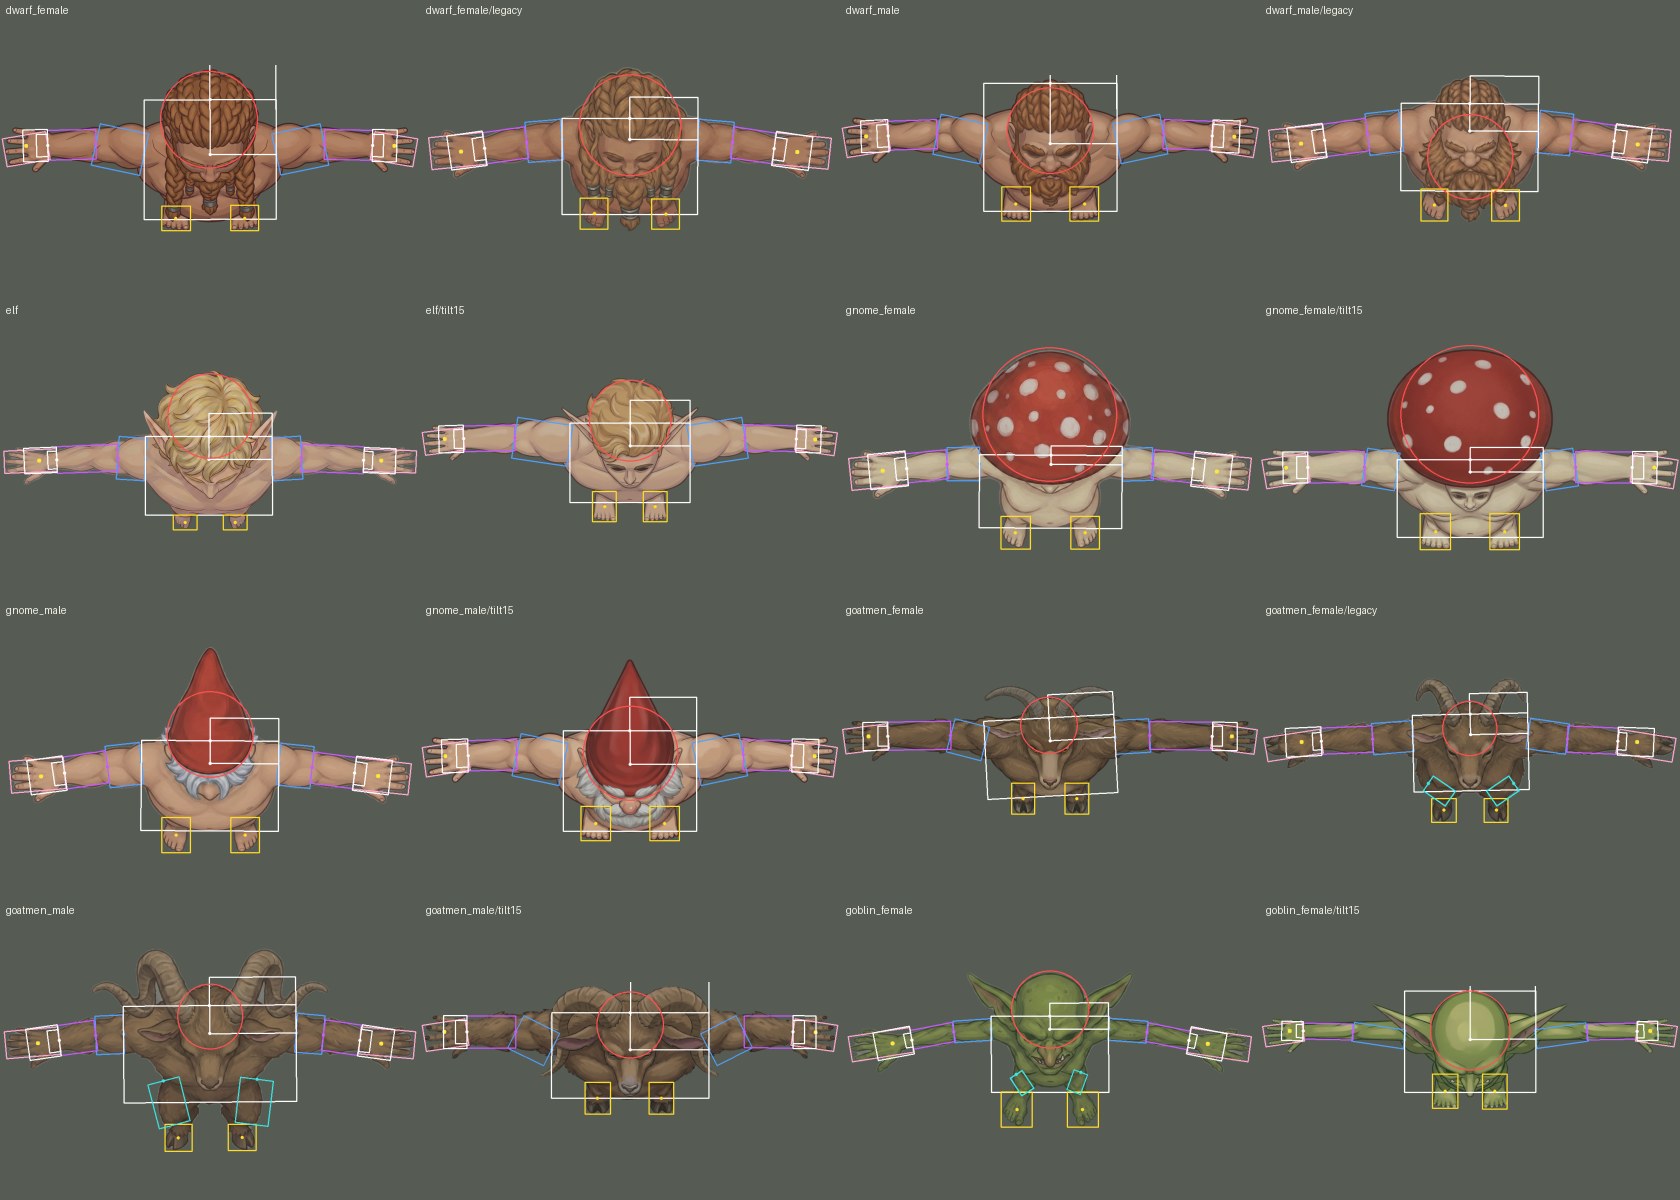 dwarf_female
dwarf_female/legacy
dwarf_male
dwarf_male/legacy
elf
elf/tilt15
gnome_female
gnome_female/tilt15
gnome_male
gnome_male/tilt15
goatmen_female
goatmen_female/legacy
goatmen_male
goatmen_male/tilt15
goblin_female
goblin_female/tilt15